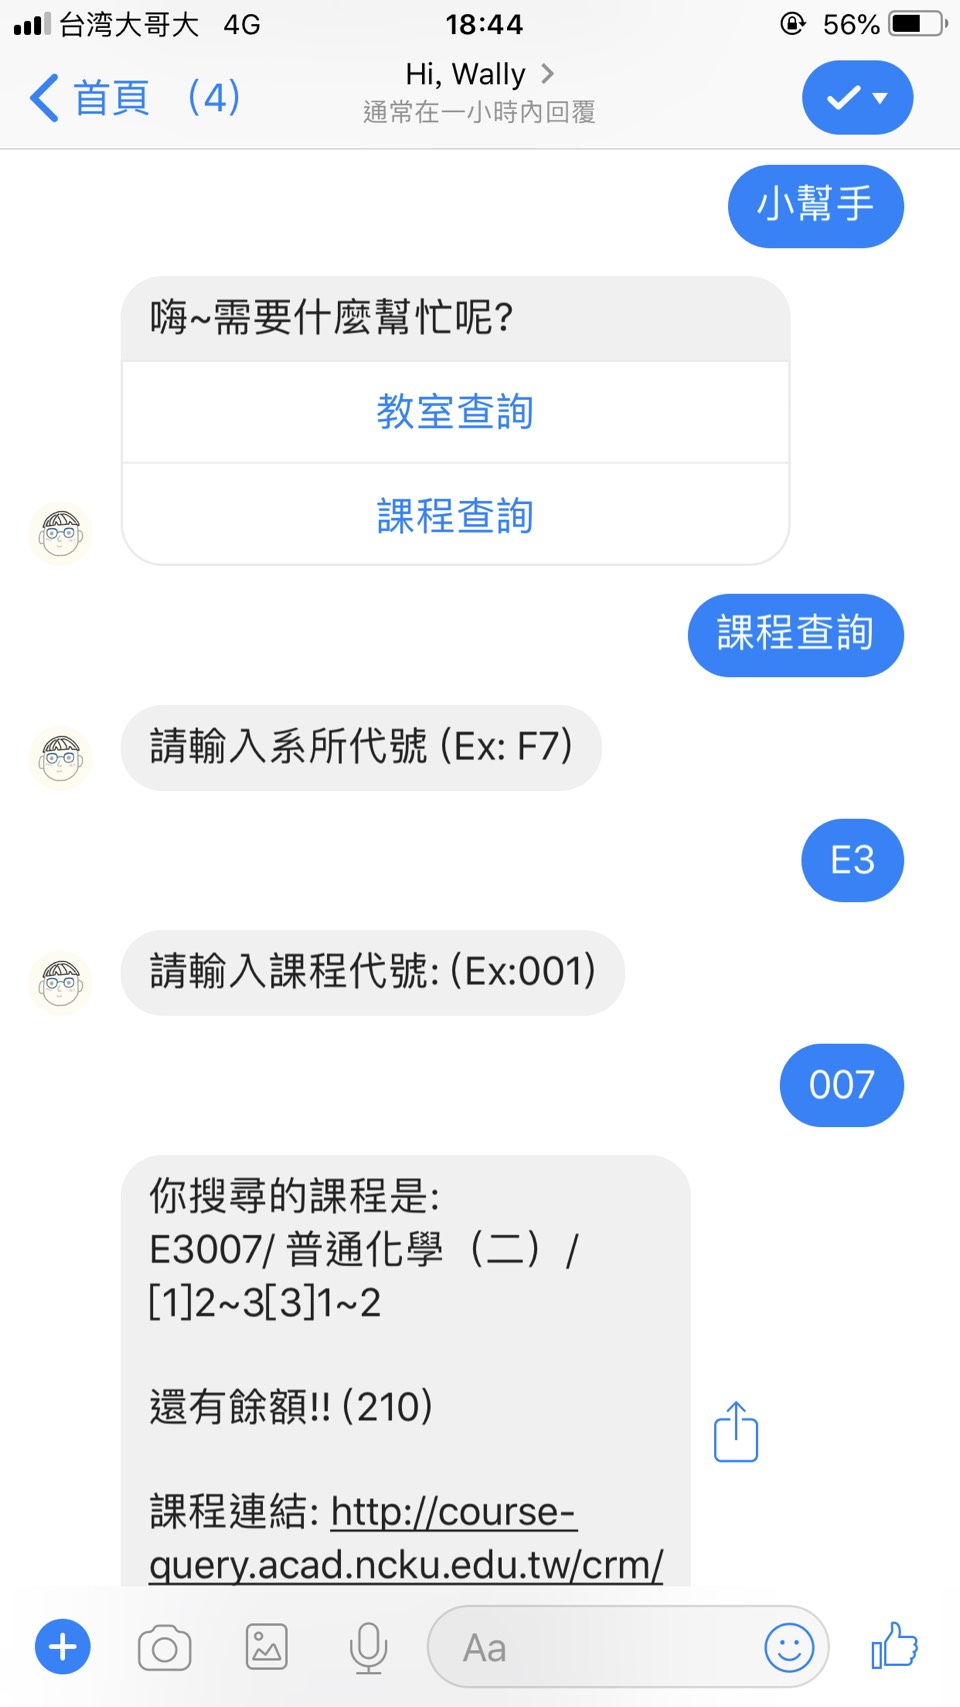 台湾大哥大 4G 18:44 56%
首頁 (4)
Hi, Wally
通常在一小時內回覆
小幫手
嗨~需要什麼幫忙呢?
教室查詢
課程查詢
課程查詢
請輸入系所代號 (Ex: F7)
E3
請輸入課程代號: (Ex:001)
007
你搜尋的課程是:
E3007/ 普通化學（二）/
[1]2~3[3]1~2
還有餘額!! (210)
課程連結: http://course-
query.acad.ncku.edu.tw/crm/
Aa